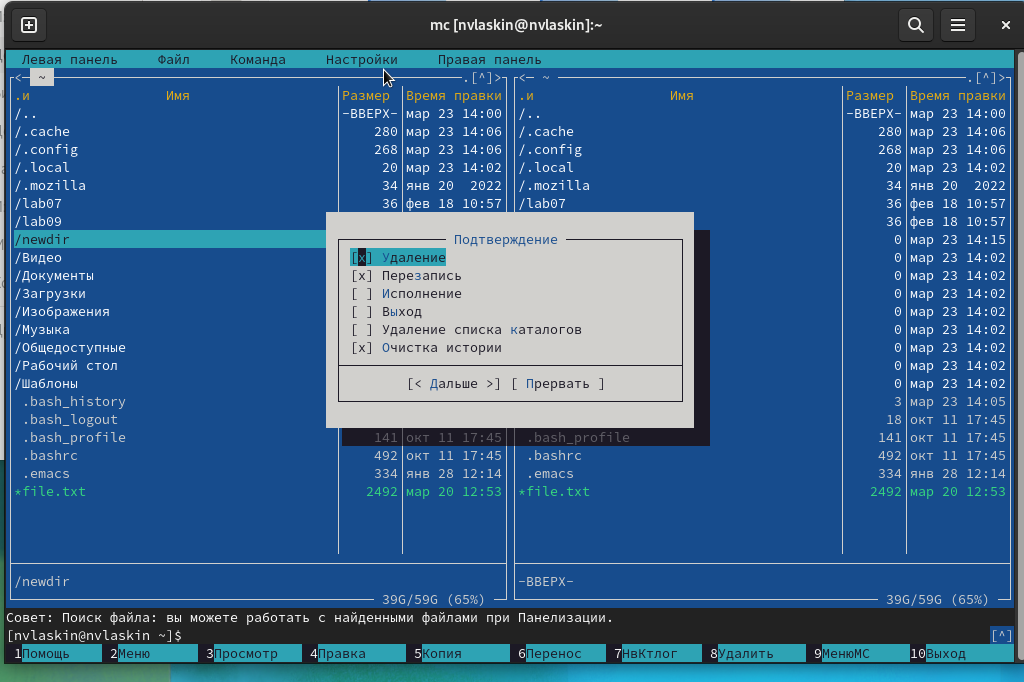 mc [nvlaskin@nvlaskin]:~
Левая панель Файл Команда Настройки Правая панель
<─ ~ .[^]> <─ ~ .[^]>
.и Имя Размер Время правки .и Имя Размер Время правки
/.. -ВВЕРХ- мар 23 14:00 /.. -ВВЕРХ- мар 23 14:00
/.cache 280 мар 23 14:06 /.cache 280 мар 23 14:06
/.config 268 мар 23 14:06 /.config 268 мар 23 14:06
/.local 20 мар 23 14:02 /.local 20 мар 23 14:02
/.mozilla 34 янв 20 2022 /.mozilla 34 янв 20 2022
/lab07 36 фев 18 10:57 /lab07 36 фев 18 10:57
/lab09 36 фев 18 10:57
/newdir Подтверждение 0 мар 23 14:15
/Видео [x] Удаление 0 мар 23 14:02
/Документы [x] Перезапись 0 мар 23 14:02
/Загрузки [ ] Исполнение 0 мар 23 14:02
/Изображения [ ] Выход 0 мар 23 14:02
/Музыка [ ] Удаление списка каталогов 0 мар 23 14:02
/Общедоступные [x] Очистка истории 0 мар 23 14:02
/Рабочий стол 0 мар 23 14:02
/Шаблоны [< Дальше >] [ Прервать ] 0 мар 23 14:02
.bash_history 3 мар 23 14:05
.bash_logout 18 окт 11 17:45
.bash_profile 141 окт 11 17:45 .bash_profile 141 окт 11 17:45
.bashrc 492 окт 11 17:45 .bashrc 492 окт 11 17:45
.emacs 334 янв 28 12:14 .emacs 334 янв 28 12:14
*file.txt 2492 мар 20 12:53 *file.txt 2492 мар 20 12:53
/newdir -ВВЕРХ-
39G/59G (65%) 39G/59G (65%)
Совет: Поиск файла: вы можете работать с найденными файлами при Панелизации.
[nvlaskin@nvlaskin ~]$ [^]
1Помощь 2Меню 3Просмотр 4Правка 5Копия 6Перенос 7НвКтлог 8Удалить 9МенюМС 10Выход